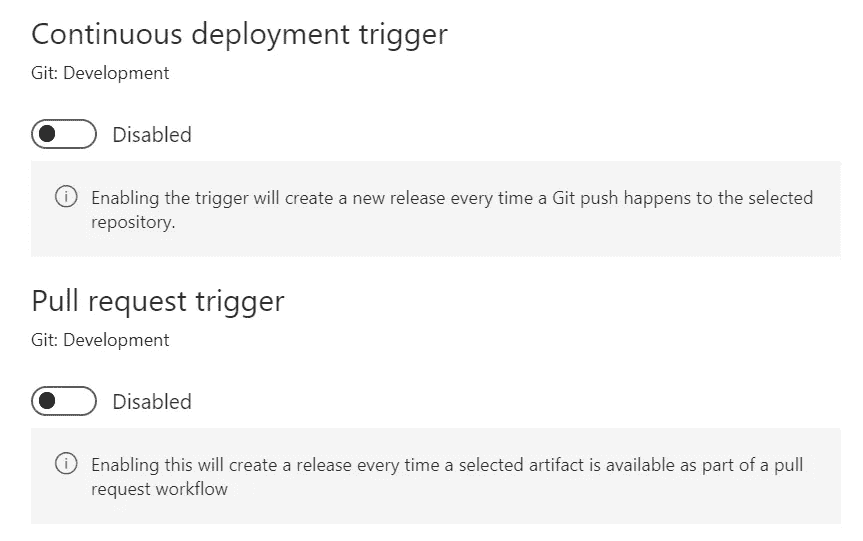 Continuous deployment trigger
Git: Development
Disabled
Enabling the trigger will create a new release every time a Git push happens to the selected
repository.
Pull request trigger
Git: Development
Disabled
Enabling this will create a release every time a selected artifact is available as part of a pull
request workflow